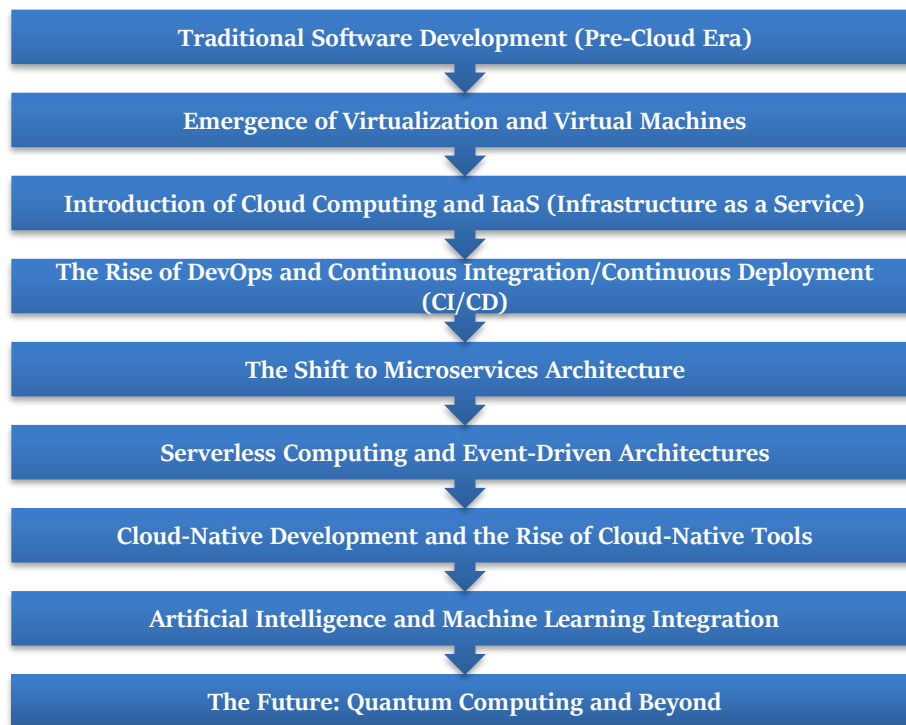 Traditional Software Development (Pre-Cloud Era)
Emergence of Virtualization and Virtual Machines
Introduction of Cloud Computing and IaaS (Infrastructure as a Service)
The Rise of DevOps and Continuous Integration/Continuous Deployment
(CI/CD)
The Shift to Microservices Architecture
Serverless Computing and Event-Driven Architectures
Cloud-Native Development and the Rise of Cloud-Native Tools
Artificial Intelligence and Machine Learning Integration
The Future: Quantum Computing and Beyond